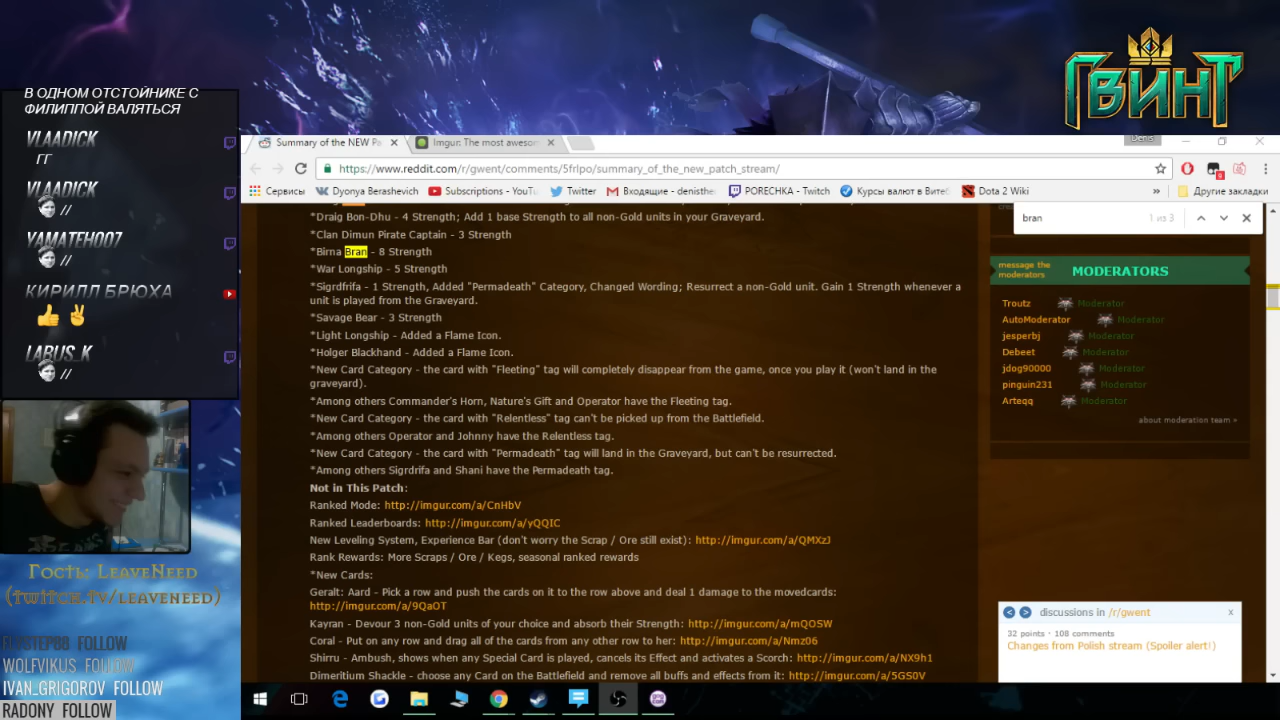 ГВИНТ
В ОДНОМ ОТСТОЙНИКЕ С
ФИЛИППОЙ ВАЛЯТЬСЯ
VLAADICK
ГГ
VLAADICK
//
YAMATEH007
//
КИРИЛЛ БРЮХА
LABUS_K
//
Гость: LeaveNeed
(twitch.tv/leaveneed)
WOLFVIKUS FOLLOW
IVAN_GRIGOROV FOLLOW
RADONY FOLLOW
Summary of the NEW Pa
Imgur: The most awesom
Denis
https://www.reddit.com/r/gwent/comments/5frlpo/summary_of_the_new_patch_stream/
Сервисы
Dyonya Berashevich
Subscriptions - YouTu
Twitter
Входящие - denisthe
PORECHKA - Twitch
Курсы валют в Вите
Dota 2 Wiki
»
Другие закладки
bran
1 из 3
*Draig Bon-Dhu - 4 Strength; Add 1 base Strength to all non-Gold units in your Graveyard.
*Clan Dimun Pirate Captain - 3 Strength
*Birna Bran - 8 Strength
*War Longship - 5 Strength
*Sigrdrifa - 1 Strength, Added "Permadeath" Category, Changed Wording; Resurrect a non-Gold unit. Gain 1 Strength whenever a
unit is played from the Graveyard.
*Savage Bear - 3 Strength
*Light Longship - Added a Flame Icon.
*Holger Blackhand - Added a Flame Icon.
*New Card Category - the card with "Fleeting" tag will completely disappear from the game, once you play it (won't land in the
graveyard).
*Among others Commander's Horn, Nature's Gift and Operator have the Fleeting tag.
*New Card Category - the card with "Relentless" tag can't be picked up from the Battlefield.
*Among others Operator and Johnny have the Relentless tag.
*New Card Category - the card with "Permadeath" tag will land in the Graveyard, but can't be resurrected.
*Among others Sigrdrifa and Shani have the Permadeath tag.
Not in This Patch:
Ranked Mode: http://imgur.com/a/CnHbV
Ranked Leaderboards: http://imgur.com/a/yQQIC
New Leveling System, Experience Bar (don't worry the Scrap / Ore still exist): http://imgur.com/a/QMXzJ
Rank Rewards: More Scraps / Ore / Kegs, seasonal ranked rewards
*New Cards:
Geralt: Aard - Pick a row and push the cards on it to the row above and deal 1 damage to the movedcards:
http://imgur.com/a/9QaOT
Kayran - Devour 3 non-Gold units of your choice and absorb their Strength: http://imgur.com/a/mQOSW
Coral - Put on any row and drag all of the cards from any other row to her: http://imgur.com/a/Nmz06
Shirru - Ambush, shows when any Special Card is played, cancels its Effect and activates a Scorch: http://imgur.com/a/NX9h1
Dimeritium Shackle - choose any Card on the Battlefield and remove all buffs and effects from it: http://imgur.com/a/5GS0V
message the
moderators
MODERATORS
Troutz Moderator
AutoModerator Moderator
jesperbj Moderator
Debeet Moderator
jdog90000 Moderator
pinguin231 Moderator
Arteqq Moderator
about moderation team »
discussions in /r/gwent
X
32 points · 108 comments
Changes from Polish stream (Spoiler alert!)